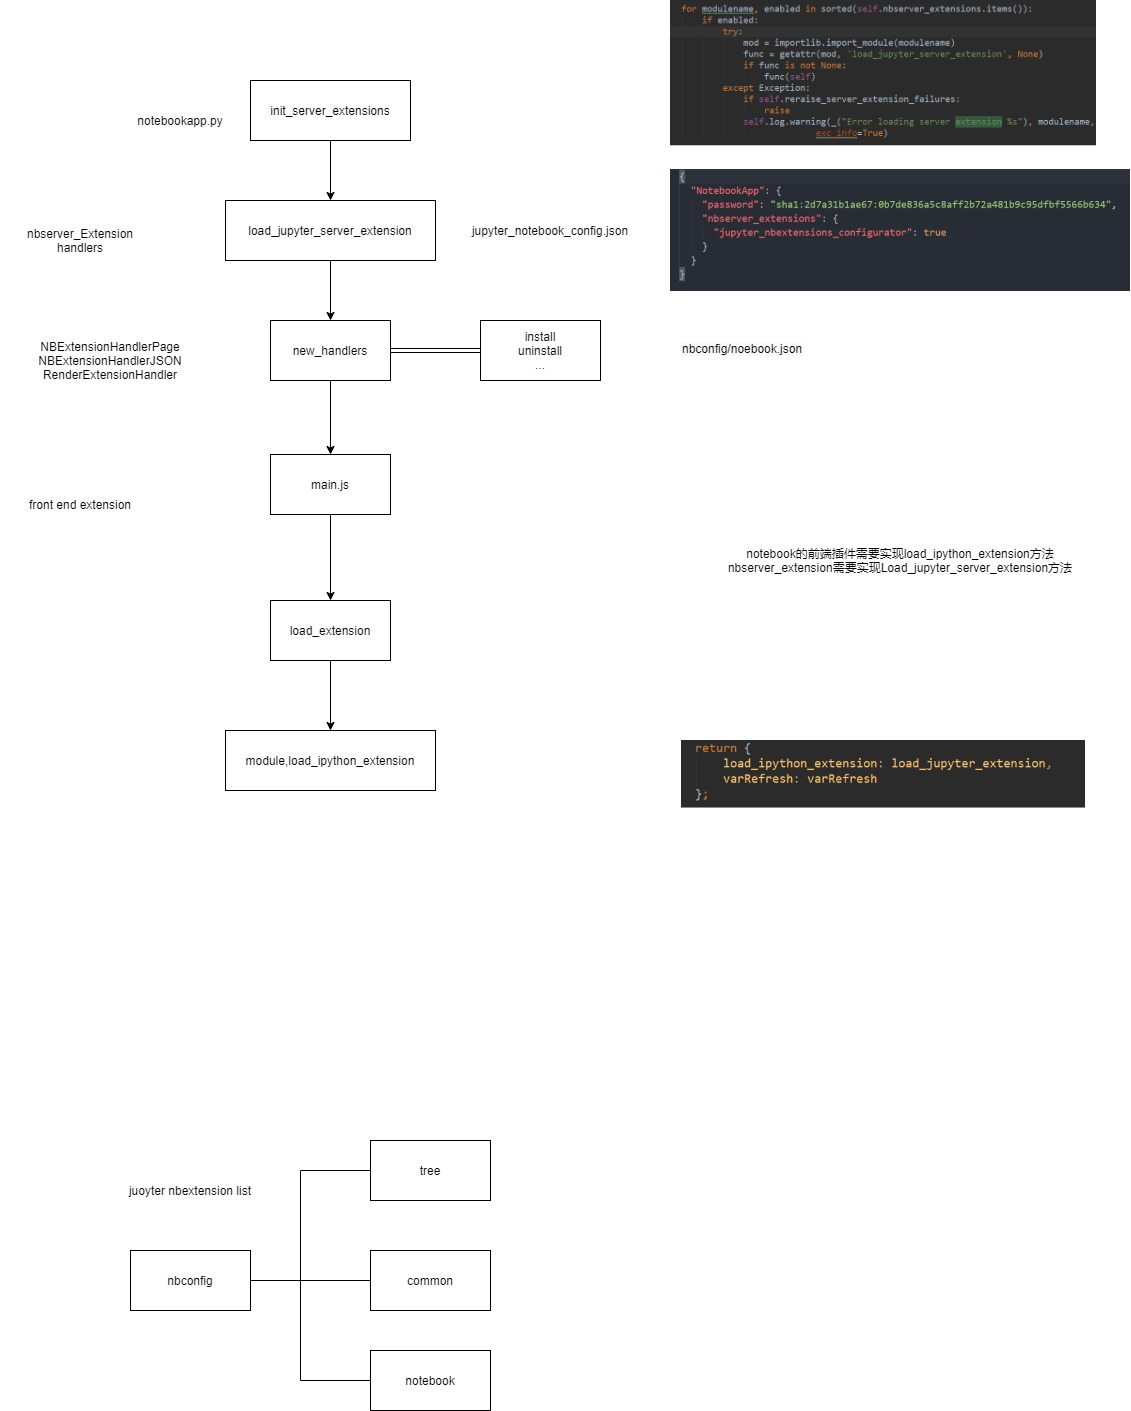 for modulename, enabled in sorted(self.nbserver_extensions.items()):
if enabled:
try:
mod = importlib.import_module(modulename)
func = getattr(mod, 'load_jupyter_server_extension', None)
if func is not None:
func(self)
except Exception:
if self.reraise_server_extension_failures:
raise
self.log.warning(_("Error loading server extension %s"), modulename,
exc_info=True)
init_server_extensions
notebookapp.py
{
"NotebookApp": {
"password": "sha1:2d7a31b1ae67:0b7de836a5c8aff2b72a481b9c95dfbf5566b634",
"nbserver_extensions": {
"jupyter_nbextensions_configurator": true
}
}
}
load_jupyter_server_extension
nbserver_Extension
handlers
jupyter_notebook_config.json
NBExtensionHandlerPage
NBExtensionHandlerJSON
RenderExtensionHandler
new_handlers
install
uninstall
...
nbconfig/noebook.json
main.js
front end extension
notebook的前端插件需要实现load_ipython_extension方法
nbserver_extension需要实现Load_jupyter_server_extension方法
load_extension
module,load_ipython_extension
return {
load_ipython_extension: load_jupyter_extension,
varRefresh: varRefresh
};
tree
juoyter nbextension list
nbconfig
common
notebook